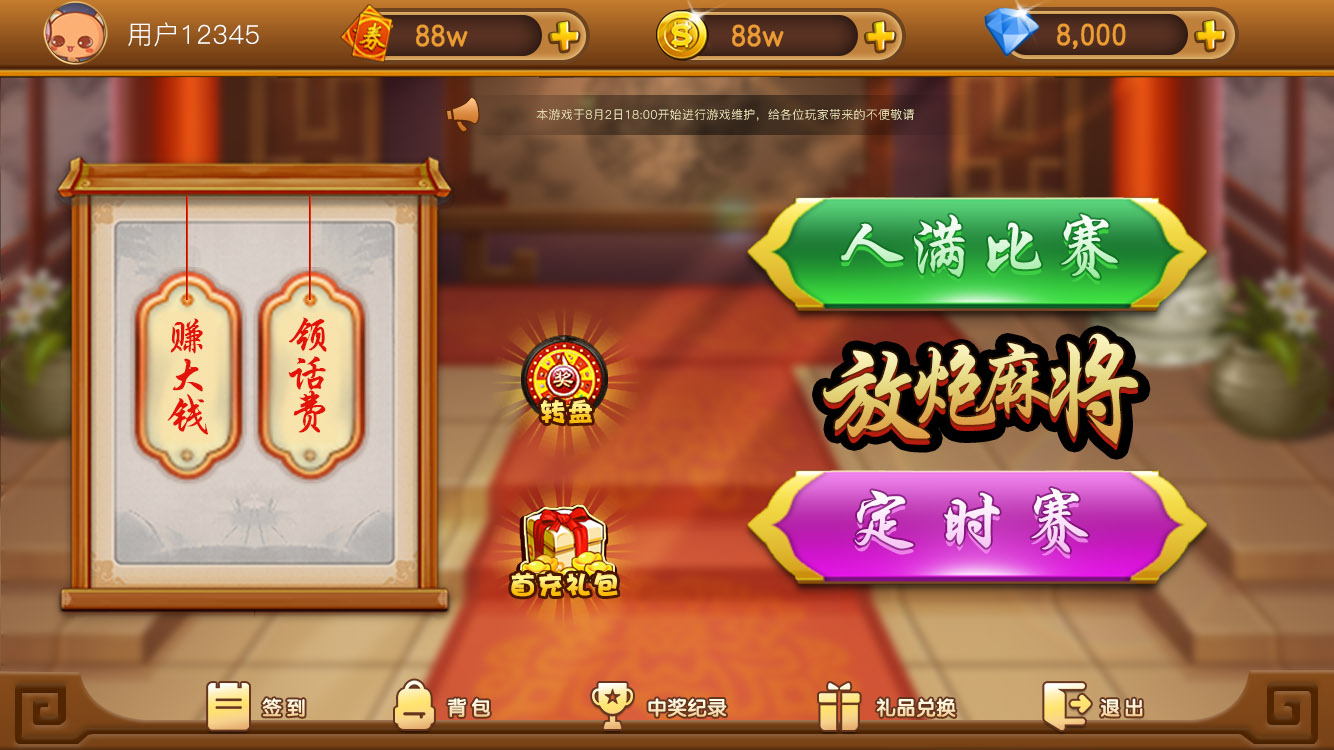 用户12345
券
88w
88w
8,000
本游戏于8月2日18:00开始进行游戏维护，给各位玩家带来的不便敬请
赚大钱
领话费
奖
转盘
首充礼包
人满比赛
放炮麻将
定时赛
签到
背包
中奖纪录
礼品兑换
退出